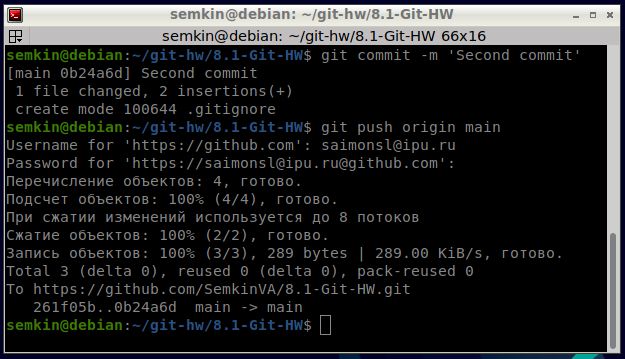 semkin@debian: ~/git-hw/8.1-Git-HW
semkin@debian: ~/git-hw/8.1-Git-HW 66x16
semkin@debian:~/git-hw/8.1-Git-HW$ git commit -m 'Second commit'
[main 0b24a6d] Second commit
 1 file changed, 2 insertions(+)
 create mode 100644 .gitignore
semkin@debian:~/git-hw/8.1-Git-HW$ git push origin main
Username for 'https://github.com': saimonsl@ipu.ru
Password for 'https://saimonsl@ipu.ru@github.com':
Перечисление объектов: 4, готово.
Подсчет объектов: 100% (4/4), готово.
При сжатии изменений используется до 8 потоков
Сжатие объектов: 100% (2/2), готово.
Запись объектов: 100% (3/3), 289 bytes | 289.00 KiB/s, готово.
Total 3 (delta 0), reused 0 (delta 0), pack-reused 0
To https://github.com/SemkinVA/8.1-Git-HW.git
   261f05b..0b24a6d  main -> main
semkin@debian:~/git-hw/8.1-Git-HW$